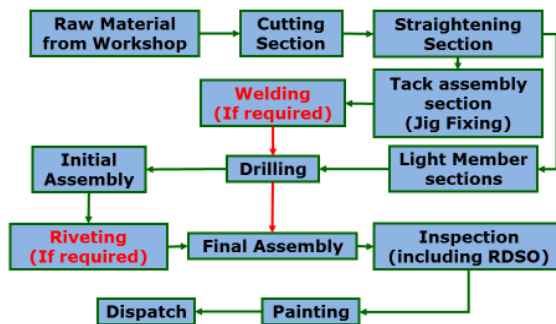 Raw Material
from Workshop
Cutting
Section
Straightening
Section
Welding
(If required)
Tack assembly
section
(Jig Fixing)
Initial
Assembly
Drilling
Light Member
sections
Riveting
(If required)
Final Assembly
Inspection
(including RDSO)
Dispatch
Painting